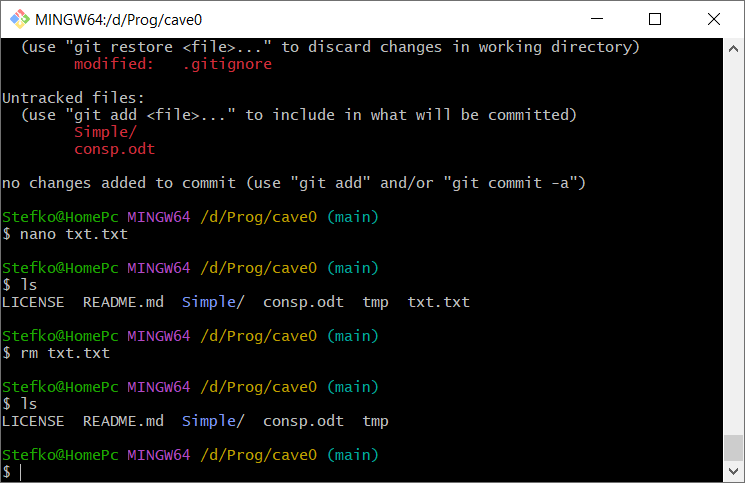 MINGW64:/d/Prog/cave0
(use "git restore <file>..." to discard changes in working directory)
modified:   .gitignore
Untracked files:
(use "git add <file>..." to include in what will be committed)
Simple/
consp.odt
no changes added to commit (use "git add" and/or "git commit -a")
Stefko@HomePc MINGW64 /d/Prog/cave0 (main)
$ nano txt.txt
Stefko@HomePc MINGW64 /d/Prog/cave0 (main)
$ ls
LICENSE  README.md  Simple/  consp.odt  tmp  txt.txt
Stefko@HomePc MINGW64 /d/Prog/cave0 (main)
$ rm txt.txt
Stefko@HomePc MINGW64 /d/Prog/cave0 (main)
$ ls
LICENSE  README.md  Simple/  consp.odt  tmp
Stefko@HomePc MINGW64 /d/Prog/cave0 (main)
$